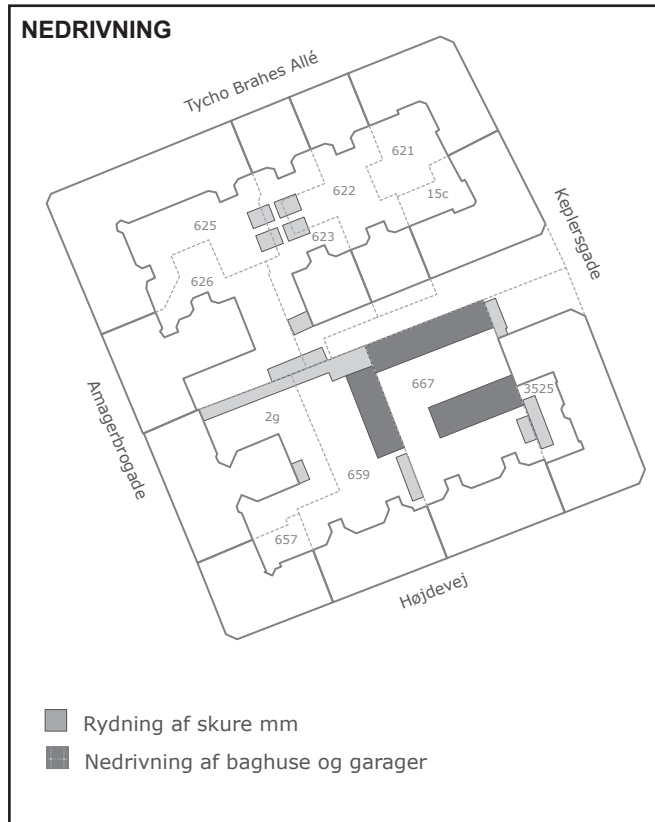 NEDRIVNING
Tycho Brahes Allé
621
622
15c
625
623
626
Keplersgade
667
3525
2g
Amagerbrogade
659
657
Højdevej
Rydning af skure mm
Nedrivning af baghuse og garager